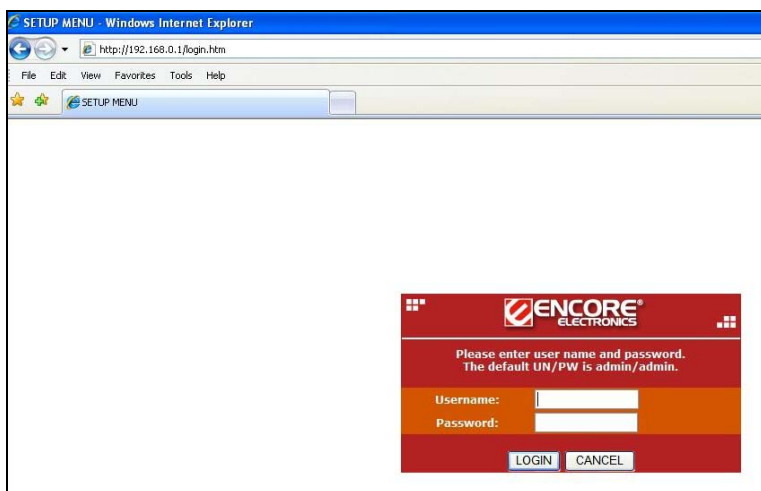 SETUP MENU - Windows Internet Explorer
http://192.168.0.1/login.htm
File Edit View Favorites Tools Help
SETUP MENU
ENCORE®
ELECTRONICS
Please enter user name and password.
The default UN/PW is admin/admin.
Username:
Password:
LOGIN CANCEL